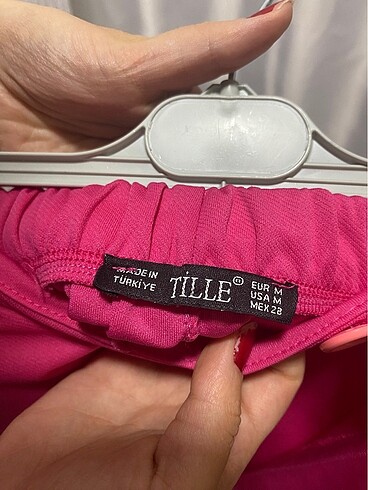 MADE IN
TÜRKİYE
TİLLE®
EUR M
USA M
MEX 28